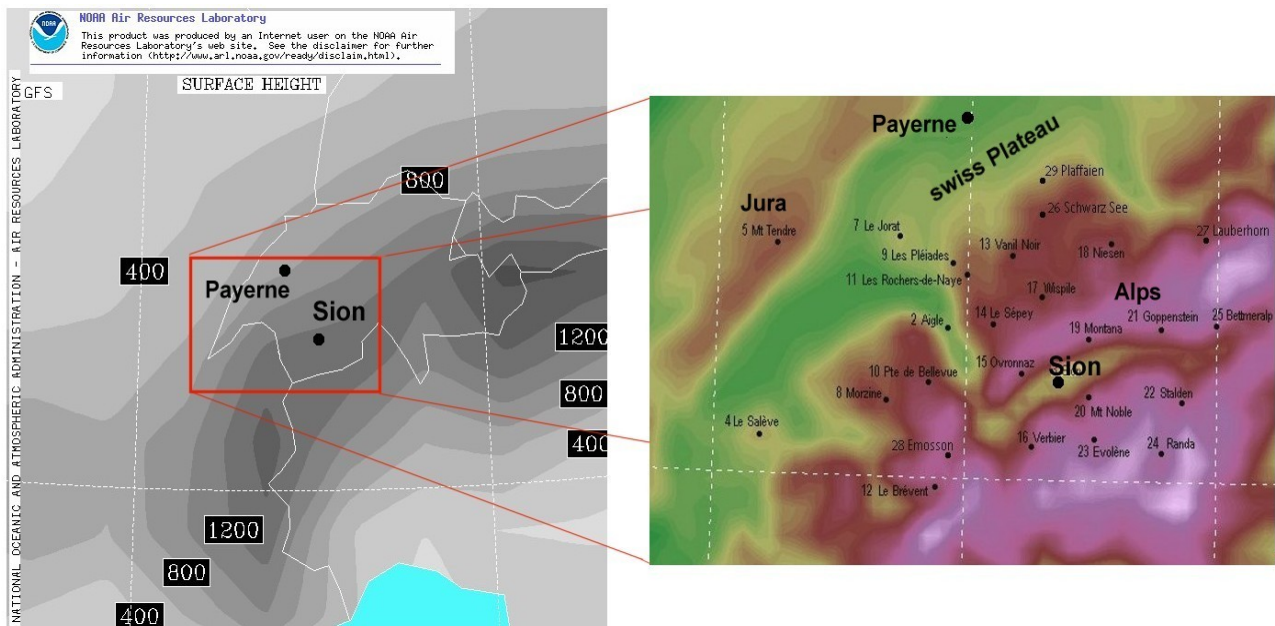 NOAA Air Resources Laboratory
This product was produced by an Internet user on the NOAA Air
Resources Laboratory's web site. See the disclaimer for further
information (http://www.arl.noaa.gov/ready/disclaim.html).
NATIONAL OCEANIC AND ATMOSPHERIC ADMINISTRATION - AIR RESOURCES LABORATORY
GFS
SURFACE HEIGHT
800
400
Payerne
Sion
1200
800
400
1200
800
400
Payerne
swiss Plateau
29 Plaffaien
Jura
26 Schwarz See
5 Mt Tendre
7 Le Jorat
27 Lauberhorn
13 Vanil Noir
18 Niesen
9 Les Pléiades
11 Les Rochers-de-Naye
17 Wispile
Alps
14 Le Sépey
21 Goppenstein
25 Bettmeralp
2 Aigle
19 Montana
15 Ovronnaz
Sion
10 Pte de Bellevue
8 Morzine
22 Stalden
20 Mt Noble
4 Le Salève
28 Emosson
16 Verbier
23 Evolène
24 Randa
12 Le Brévent